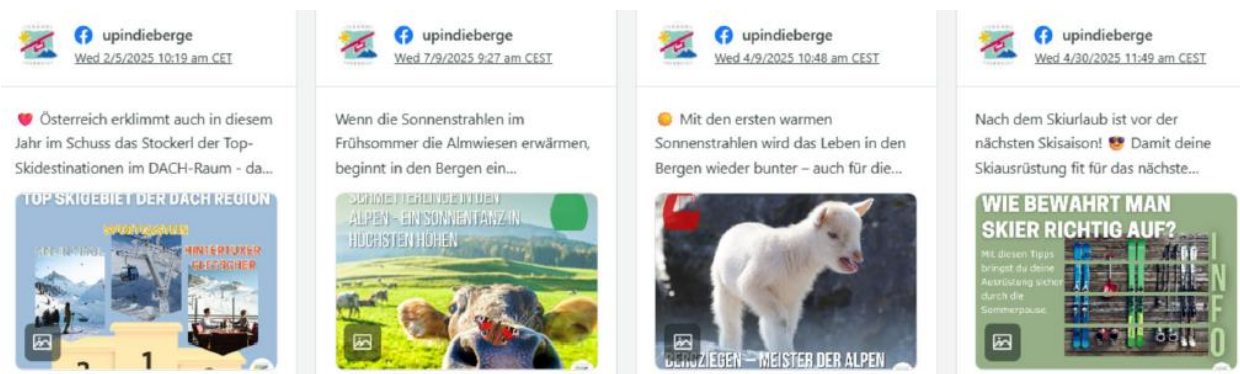 upindieberge
Wed 2/5/2025 10:19 am CET
Österreich erklimmt auch in diesem
Jahr im Schuss das Stockerl der Top-
Skidestinationen im DACH-Raum - da...
TOP SKIGEBIET DER DACH REGION
HINTERTUXER
GLETSCHER
2
1
upindieberge
Wed 7/9/2025 9:27 am CEST
Wenn die Sonnenstrahlen im
Frühsommer die Almwiesen erwärmen,
beginnt in den Bergen ein...
SCHMETTERLINGE IN DEN
ALPEN - EIN SONNENTANZ IN
HÖCHSTEN HÖHEN
upindieberge
Wed 4/9/2025 10:48 am CEST
Mit den ersten warmen
Sonnenstrahlen wird das Leben in den
Bergen wieder bunter – auch für die...
BERGZIEGEN – MEISTER DER ALPEN
upindieberge
Wed 4/30/2025 11:49 am CEST
Nach dem Skiurlaub ist vor der
nächsten Skisaison! Damit deine
Skiausrüstung fit für das nächste...
WIE BEWAHRT MAN
SKIER RICHTIG AUF?
Mit diesen Tipps
bringst du deine
Ausrüstung sicher
durch die
Sommerpause.
INFO